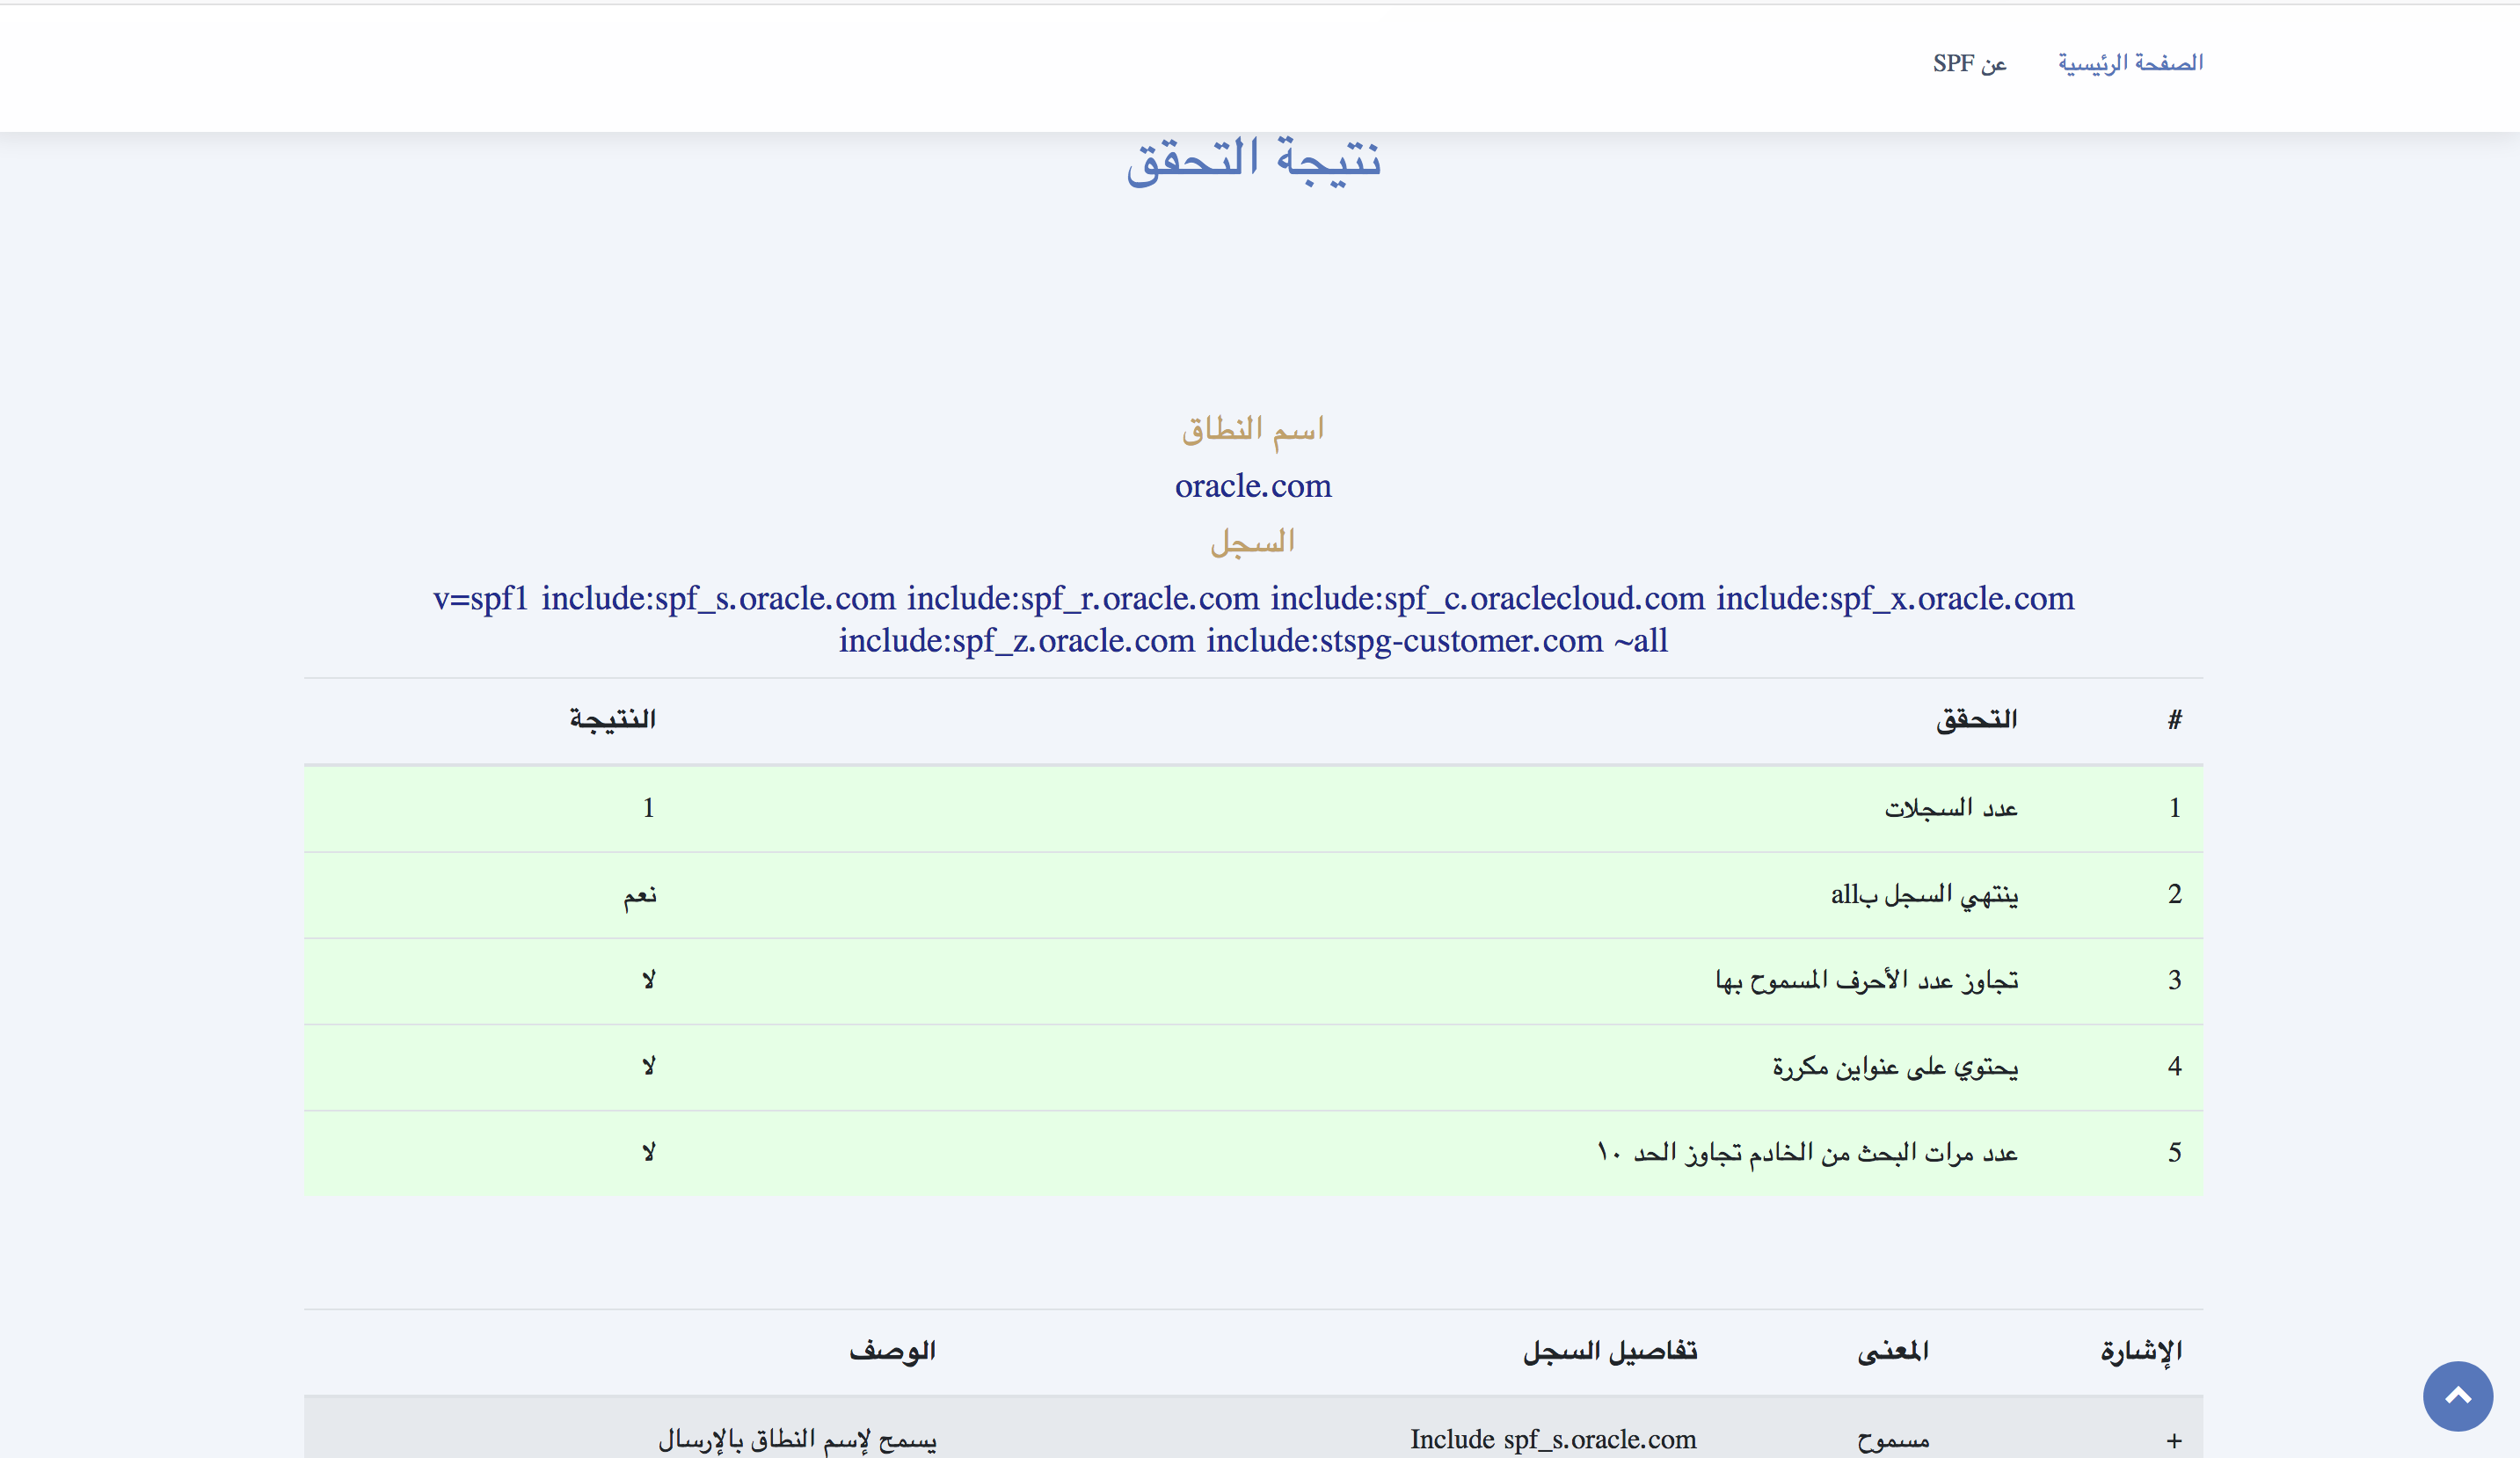 الصفحة الرئيسية عن SPF
نتيجة التحقق
اسم النطاق
oracle.com
السجل
v=spf1 include:spf_s.oracle.com include:spf_r.oracle.com include:spf_c.oraclecloud.com include:spf_x.oracle.com
include:spf_z.oracle.com include:stspg-customer.com ~all
# التحقق النتيجة
1 عدد السجلات 1
2 ينتهي السجل بall نعم
3 تجاوز عدد الأحرف المسموح بها لا
4 يحتوي على عنواين مكررة لا
5 عدد مرات البحث من الخادم تجاوز الحد ١٠ لا
الإشارة المعنى تفاصيل السجل الوصف
+ مسموح Include spf_s.oracle.com يسمح لإسم النطاق بالإرسال